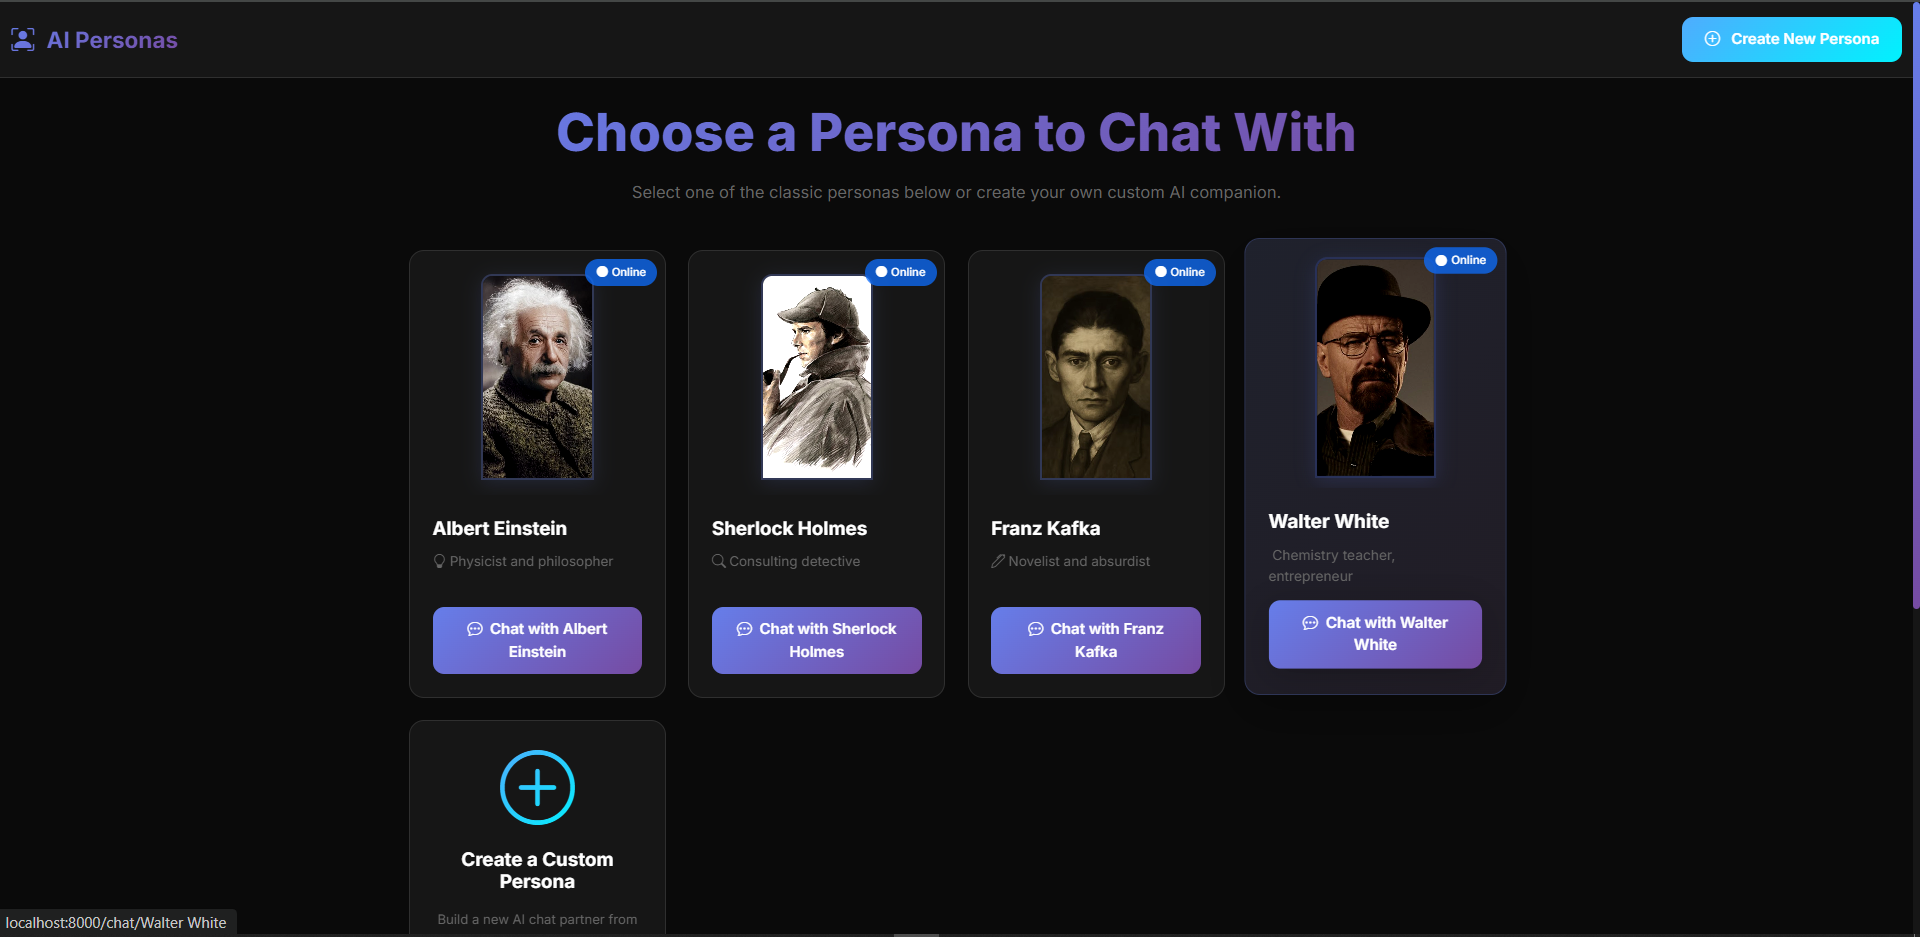 AI Personas
Create New Persona
Choose a Persona to Chat With
Select one of the classic personas below or create your own custom AI companion.
Online
Albert Einstein
Physicist and philosopher
Chat with Albert
Einstein
Online
Sherlock Holmes
Consulting detective
Chat with Sherlock
Holmes
Online
Franz Kafka
Novelist and absurdist
Chat with Franz
Kafka
Online
Walter White
Chemistry teacher,
entrepreneur
Chat with Walter
White
Create a Custom
Persona
Build a new AI chat partner from
localhost:8000/chat/Walter White